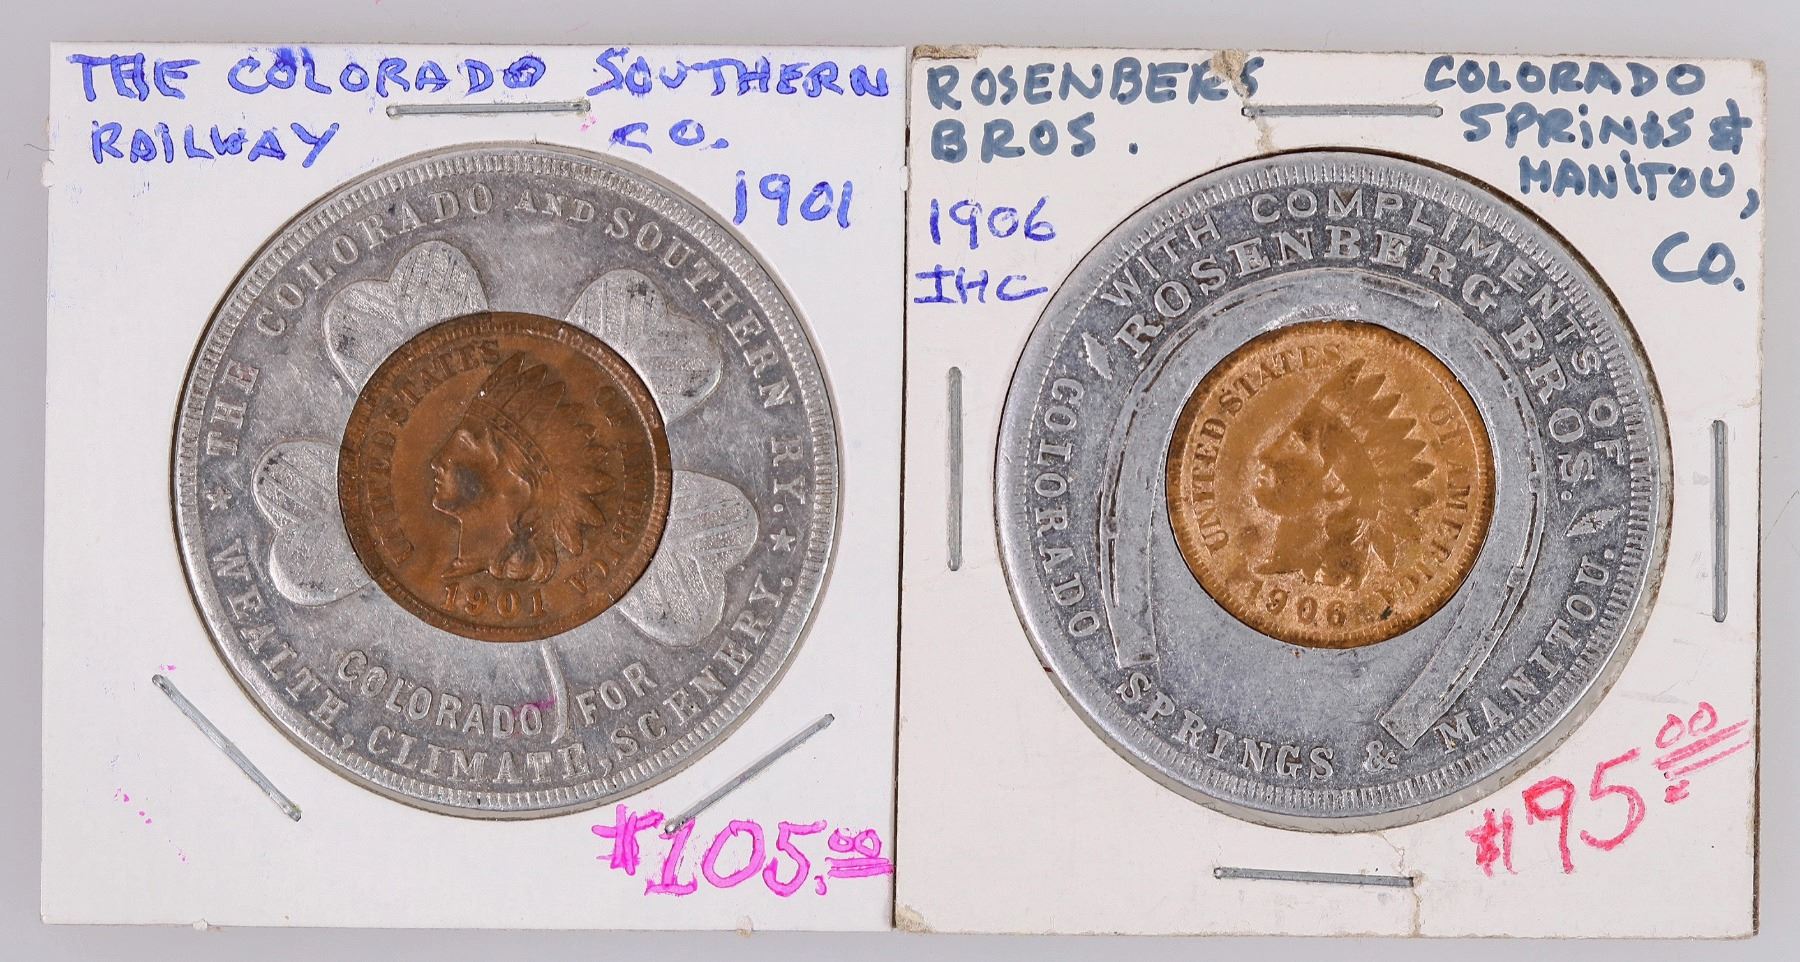 THE COLORADO SOUTHERN
RAILWAY CO.
1901
THE COLORADO AND SOUTHERN RY.
WEALTH, CLIMATE, SCENERY.
COLORADO FOR
UNITED STATES OF AMERICA
1901
$105.00
ROSENBERG
BROS.
1906
IHC
COLORADO
SPRINGS &
MANITOU,
CO.
WITH COMPLIMENTS OF
ROSENBERG BROS.
COLORADO SPRINGS & MANITOU.
UNITED STATES OF AMERICA
1906
$195.00